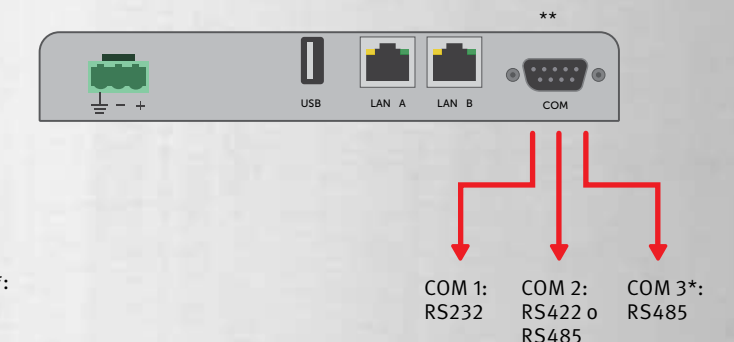 **
USB
LAN A
LAN B
COM
- +
*:
COM 1:
RS232
COM 2:
RS422 o
RS485
COM 3*:
RS485